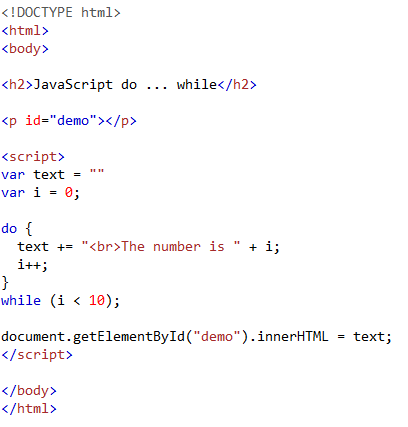 <!DOCTYPE html>
<html>
<body>

<h2>JavaScript do ... while</h2>

<p id="demo"></p>

<script>
var text = ""
var i = 0;

do {
  text += "<br>The number is " + i;
  i++;
}
while (i < 10);

document.getElementById("demo").innerHTML = text;
</script>

</body>
</html>